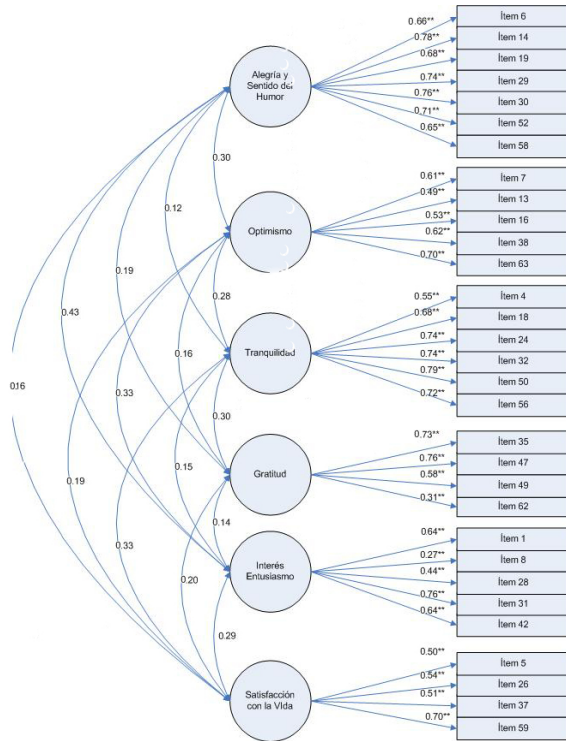 0.66**
Ítem 6
0.78**
Ítem 14
0.68**
Ítem 19
Alegría y
Sentido del
Humor
0.74**
Ítem 29
0.76**
Ítem 30
0.71**
Ítem 52
0.65**
Ítem 58
0.30
0.12
0.61**
Ítem 7
0.49**
Ítem 13
Optimismo
0.53**
Ítem 16
0.62**
Ítem 38
0.70**
Ítem 63
0.19
0.28
0.43
0.16
0.55**
Ítem 4
0.68**
Ítem 18
Tranquilidad
0.74**
Ítem 24
0.74**
Ítem 32
0.79**
Ítem 50
0.72**
Ítem 56
0.16
0.33
0.30
0.73**
Ítem 35
0.15
Gratitud
0.76**
Ítem 47
0.58**
Ítem 49
0.31**
Ítem 62
0.19
0.14
0.33
0.64**
Ítem 1
0.27**
Ítem 8
Interés
Entusiasmo
0.44**
Ítem 28
0.76**
Ítem 31
0.64**
Ítem 42
0.20
0.29
0.50**
Ítem 5
0.54**
Ítem 26
Satisfacción
con la VIda
0.51**
Ítem 37
0.70**
Ítem 59